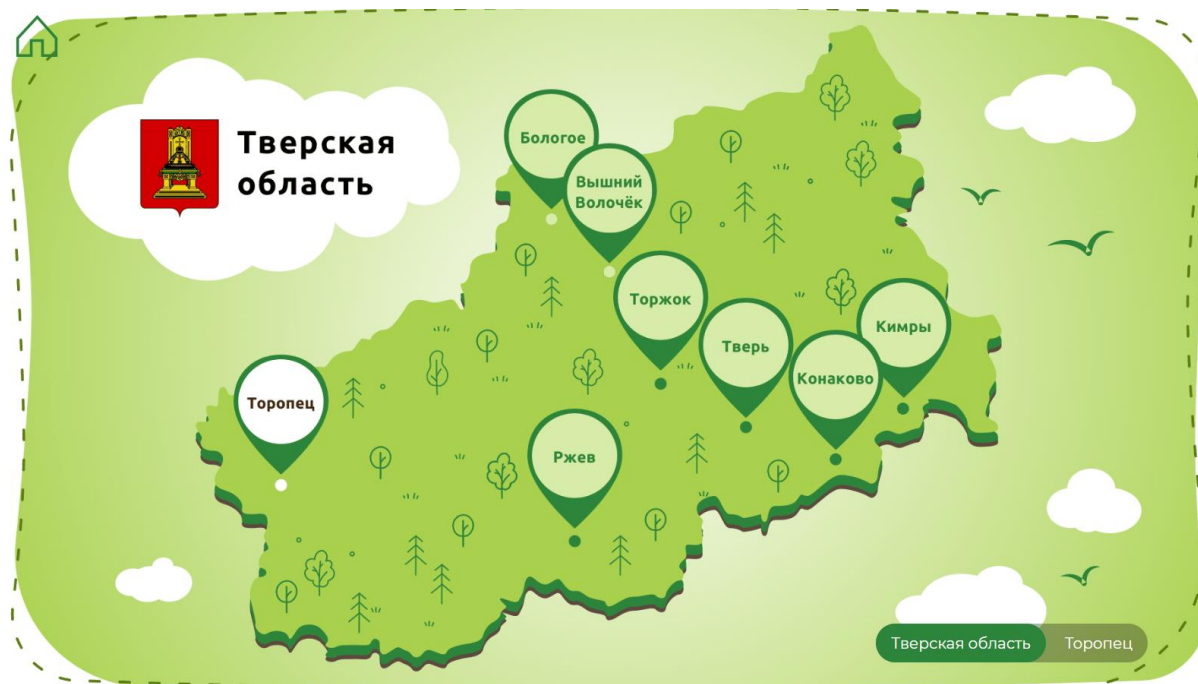 Тверская
область
Бологое
Вышний
Волочёк
Торжок
Кимры
Тверь
Конаково
Торопец
Ржев
Тверская область
Торопец